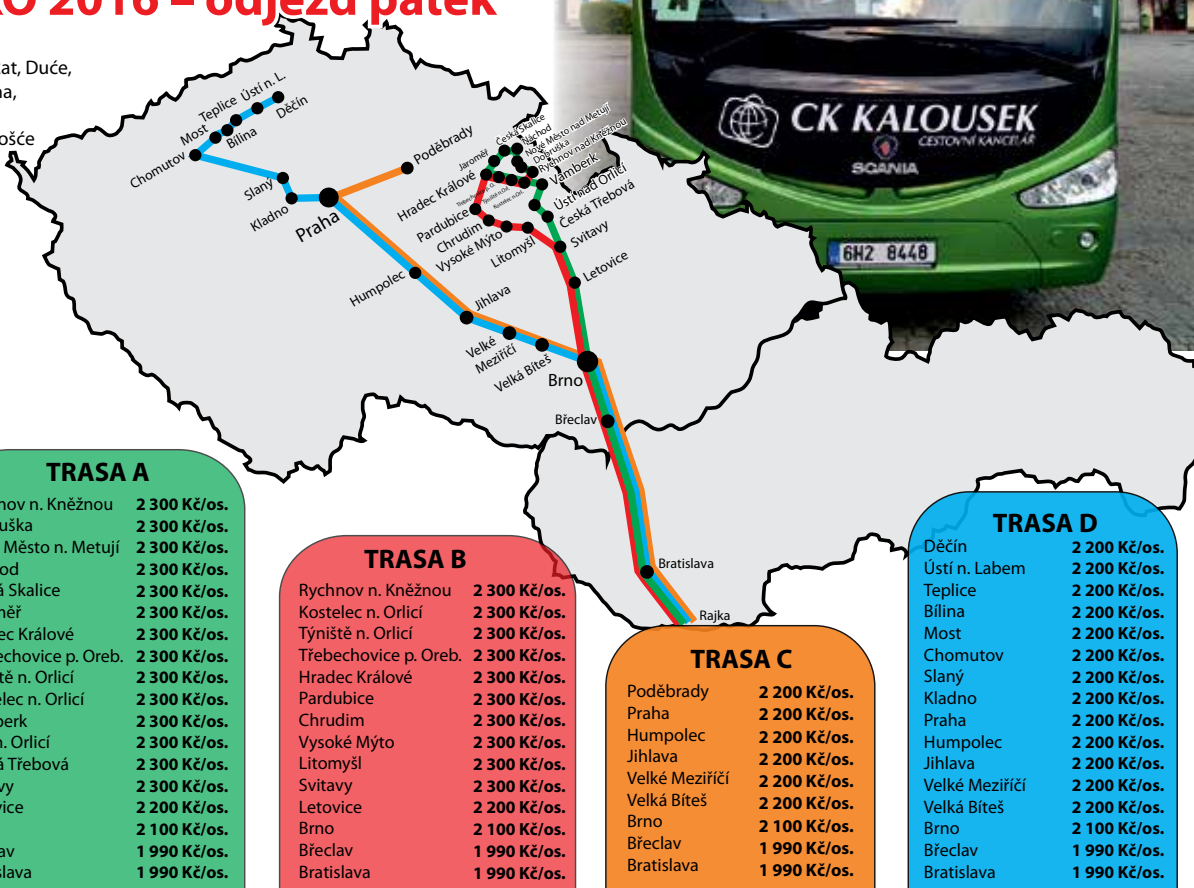 2016 – odjezd pátek
Duće,
CK KALOUSEK
CESTOVNÍ KANCELÁŘ
SCANIA
6H2 8448
Děčín
Ústí n. L.
Teplice
Bílina
Most
Chomutov
Slaný
Kladno
Praha
Poděbrady
Humpolec
Jihlava
Velké
Meziříčí
Velká Bíteš
Brno
Břeclav
Bratislava
Rajka
Česká Skalice
Náchod
Nové Město nad Metují
Dobruška
Rychnov nad Kněžnou
Vamberk
Ústí nad Orlicí
Česká Třebová
Svitavy
Letovice
Jaroměř
Hradec Králové
Pardubice
Chrudim
Vysoké Mýto
Litomyšl
TRASA A
n. Kněžnou 2 300 Kč/os.
2 300 Kč/os.
Město n. Metují 2 300 Kč/os.
2 300 Kč/os.
Skalice 2 300 Kč/os.
2 300 Kč/os.
Králové 2 300 Kč/os.
p. Oreb. 2 300 Kč/os.
n. Orlicí 2 300 Kč/os.
n. Orlicí 2 300 Kč/os.
2 300 Kč/os.
n. Orlicí 2 300 Kč/os.
Třebová 2 300 Kč/os.
2 300 Kč/os.
2 200 Kč/os.
2 100 Kč/os.
1 990 Kč/os.
1 990 Kč/os.
TRASA B
Rychnov n. Kněžnou 2 300 Kč/os.
Kostelec n. Orlicí 2 300 Kč/os.
Týniště n. Orlicí 2 300 Kč/os.
Třebechovice p. Oreb. 2 300 Kč/os.
Hradec Králové 2 300 Kč/os.
Pardubice 2 300 Kč/os.
Chrudim 2 300 Kč/os.
Vysoké Mýto 2 300 Kč/os.
Litomyšl 2 300 Kč/os.
Svitavy 2 300 Kč/os.
Letovice 2 200 Kč/os.
Brno 2 100 Kč/os.
Břeclav 1 990 Kč/os.
Bratislava 1 990 Kč/os.
TRASA C
Poděbrady 2 200 Kč/os.
Praha 2 200 Kč/os.
Humpolec 2 200 Kč/os.
Jihlava 2 200 Kč/os.
Velké Meziříčí 2 200 Kč/os.
Velká Bíteš 2 200 Kč/os.
Brno 2 100 Kč/os.
Břeclav 1 990 Kč/os.
Bratislava 1 990 Kč/os.
TRASA D
Děčín 2 200 Kč/os.
Ústí n. Labem 2 200 Kč/os.
Teplice 2 200 Kč/os.
Bílina 2 200 Kč/os.
Most 2 200 Kč/os.
Chomutov 2 200 Kč/os.
Slaný 2 200 Kč/os.
Kladno 2 200 Kč/os.
Praha 2 200 Kč/os.
Humpolec 2 200 Kč/os.
Jihlava 2 200 Kč/os.
Velké Meziříčí 2 200 Kč/os.
Velká Bíteš 2 200 Kč/os.
Brno 2 100 Kč/os.
Břeclav 1 990 Kč/os.
Bratislava 1 990 Kč/os.